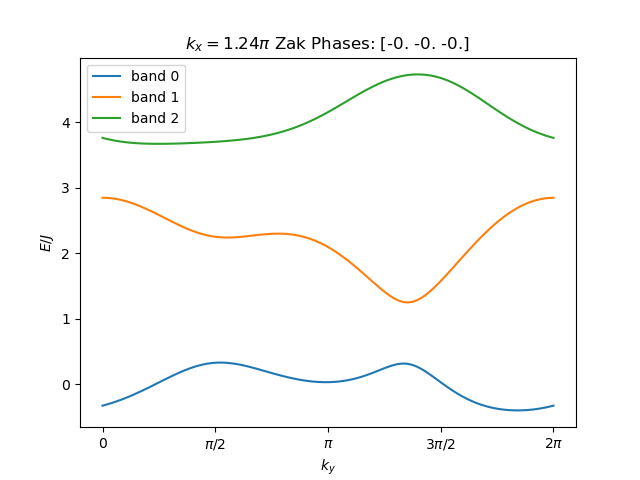 k_x = 1.24π Zak Phases: [-0. -0. -0.]
band 0
band 1
band 2
E/J
4
3
2
1
0
0 π/2 π 3π/2 2π
k_y